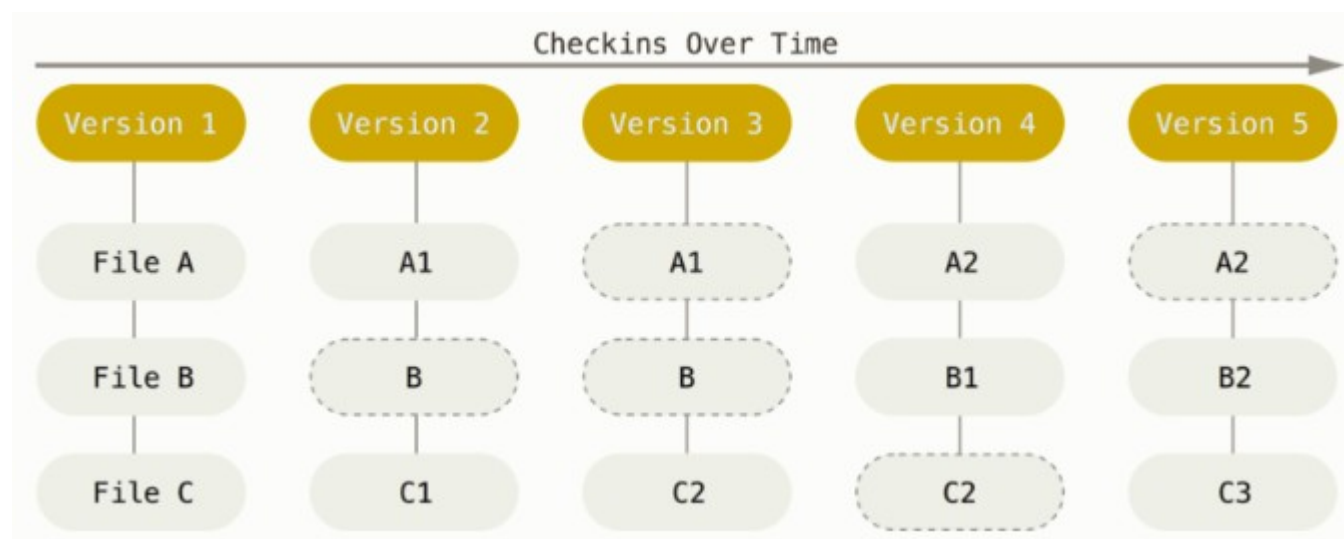 Checkins Over Time
Version 1 Version 2 Version 3 Version 4 Version 5
File A A1 A1 A2 A2
File B B B B1 B2
File C C1 C2 C2 C3